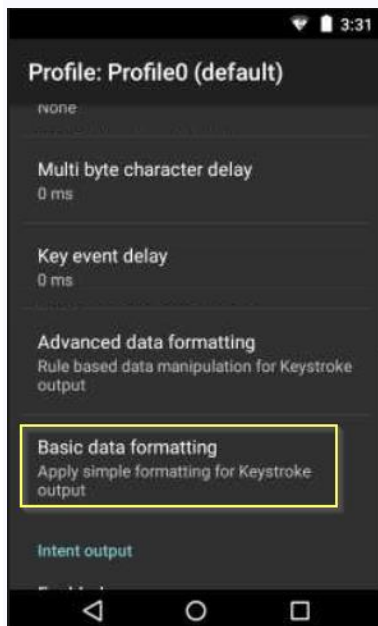 3:31
Profile: Profile0 (default)
None
Multi byte character delay
0 ms
Key event delay
0 ms
Advanced data formatting
Rule based data manipulation for Keystroke
output
Basic data formatting
Apply simple formatting for Keystroke
output
Intent output